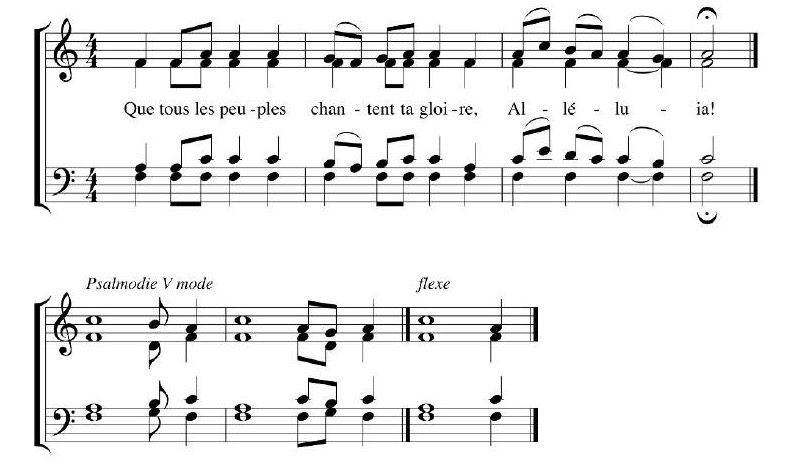 Que tous les peu - ples chan - tent ta gloi - re, Al - lé - lu - ia!
Psalmodie V mode flexe